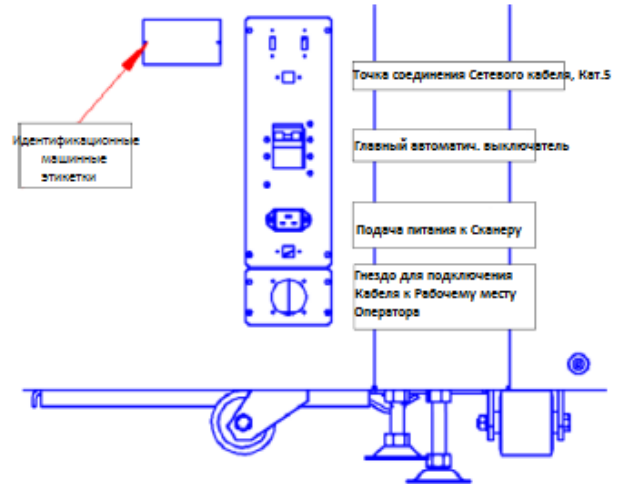 Точка соединения Сетевого кабеля, Кат.5
Идентификационные
машинные
этикетки
Главный автоматич. выключатель
Подача питания к Сканеру
Гнездо для подключения
Кабеля к Рабочему месту
Оператора